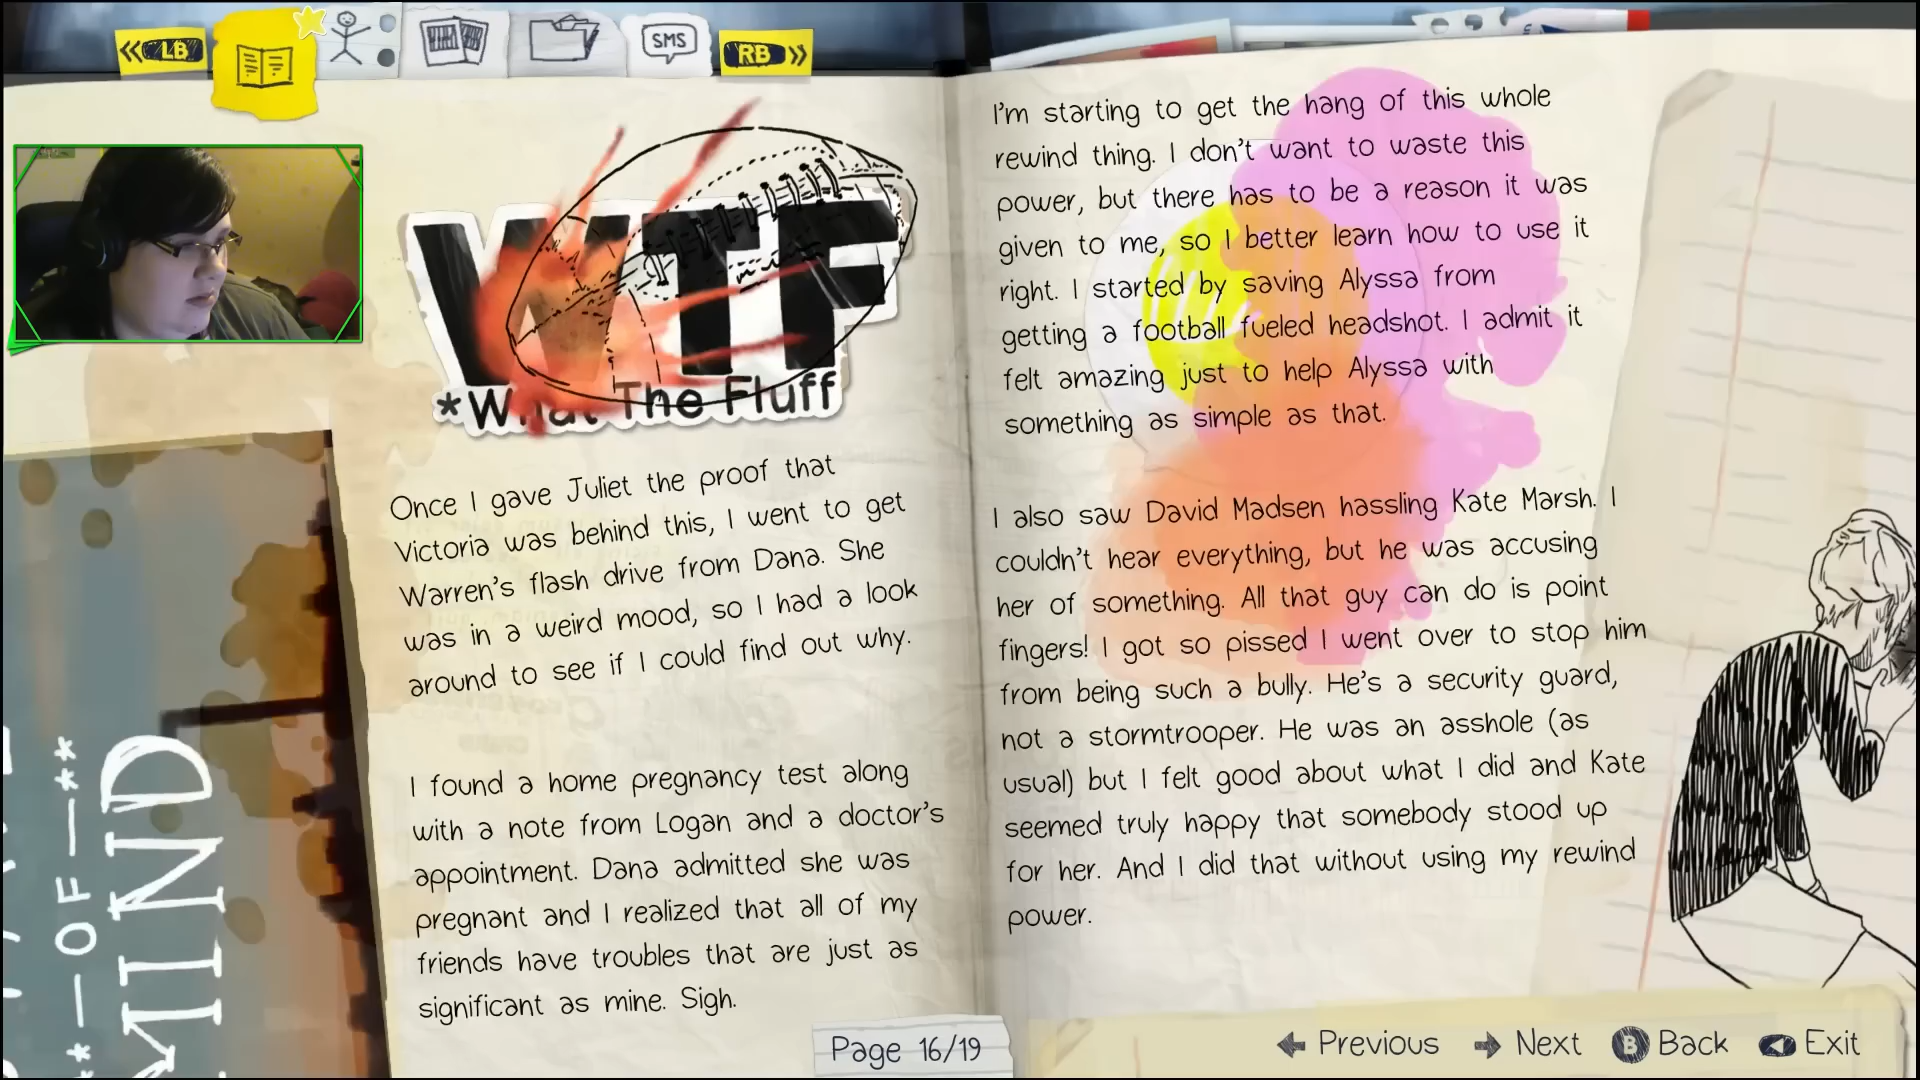 LB
SMS
RB
WTF
*What The Fluff
Once I gave Juliet the proof that
Victoria was behind this, I went to get
Warren's flash drive from Dana. She
was in a weird mood, so I had a look
around to see if I could find out why.
I found a home pregnancy test along
with a note from Logan and a doctor's
appointment. Dana admitted she was
pregnant and I realized that all of my
friends have troubles that are just as
significant as mine. Sigh.
I'm starting to get the hang of this whole
rewind thing. I don't want to waste this
power, but there has to be a reason it was
given to me, so I better learn how to use it
right. I started by saving Alyssa from
getting a football fueled headshot. I admit it
felt amazing just to help Alyssa with
something as simple as that.
I also saw David Madsen hassling Kate Marsh. I
couldn't hear everything, but he was accusing
her of something. All that guy can do is point
fingers! I got so pissed I went over to stop him
from being such a bully. He's a security guard,
not a stormtrooper. He was an asshole (as
usual) but I felt good about what I did and Kate
seemed truly happy that somebody stood up
for her. And I did that without using my rewind
power.
**—OF—**
MIND
Page 16/19
Previous
Next
B Back
Exit